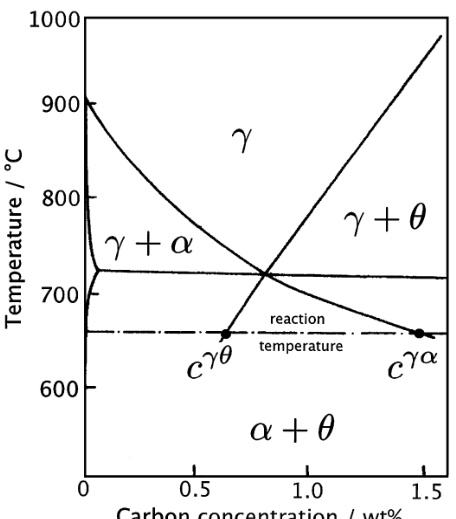 1000
900
800
700
600
Temperature / °C
γ
γ + θ
γ + α
reaction
temperature
c^γθ
c^γα
α + θ
0
0.5
1.0
1.5
Carbon concentration / wt%